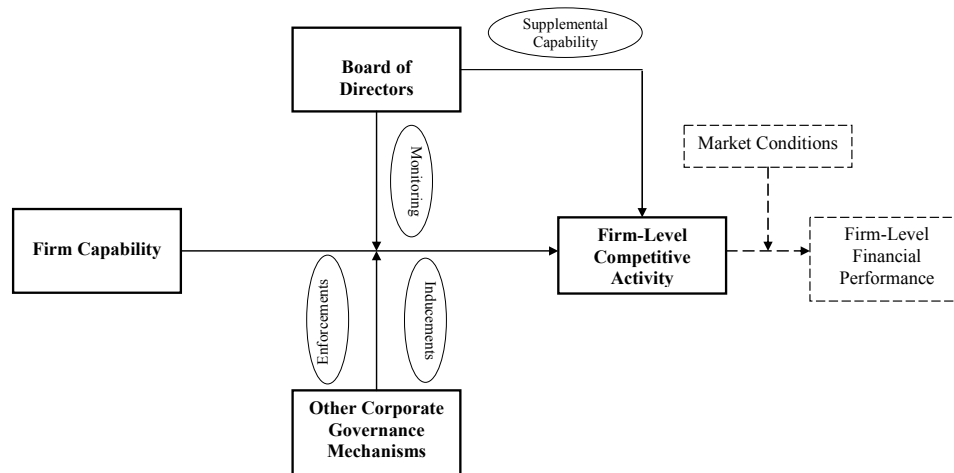 Supplemental
Capability
Board of
Directors
Market Conditions
Monitoring
Firm Capability
Firm-Level
Competitive
Activity
Firm-Level
Financial
Performance
Enforcements
Inducements
Other Corporate
Governance
Mechanisms